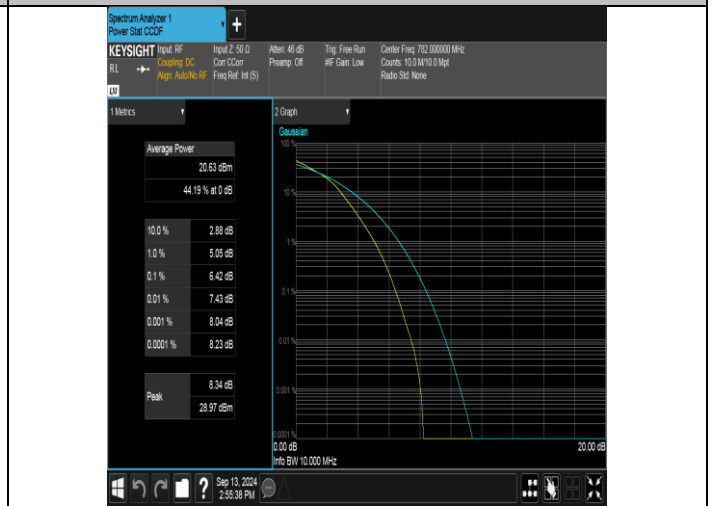 Spectrum Analyzer 1
Power Stat CCDF
+
KEYSIGHT
RL
Input: RF
Coupling: DC
Align: Auto/No RF
Input Z: 50 Ω
Corr CCorr
Freq Ref: Int (S)
Atten: 46 dB
Preamp: Off
Trig: Free Run
#IF Gain: Low
Center Freq: 782.000000 MHz
Counts: 10.0 M/10.0 Mpt
Radio Std: None
LXI
1 Metrics
Average Power
20.63 dBm
44.19 % at 0 dB
10.0 % 2.88 dB
1.0 % 5.05 dB
0.1 % 6.42 dB
0.01 % 7.43 dB
0.001 % 8.04 dB
0.0001 % 8.23 dB
Peak
8.34 dB
28.97 dBm
2 Graph
Gaussian
100 %
10 %
1 %
0.1 %
0.01 %
0.001 %
0.0001 %
0.00 dB 20.00 dB
Info BW 10.000 MHz
?
Sep 13, 2024
2:55:38 PM